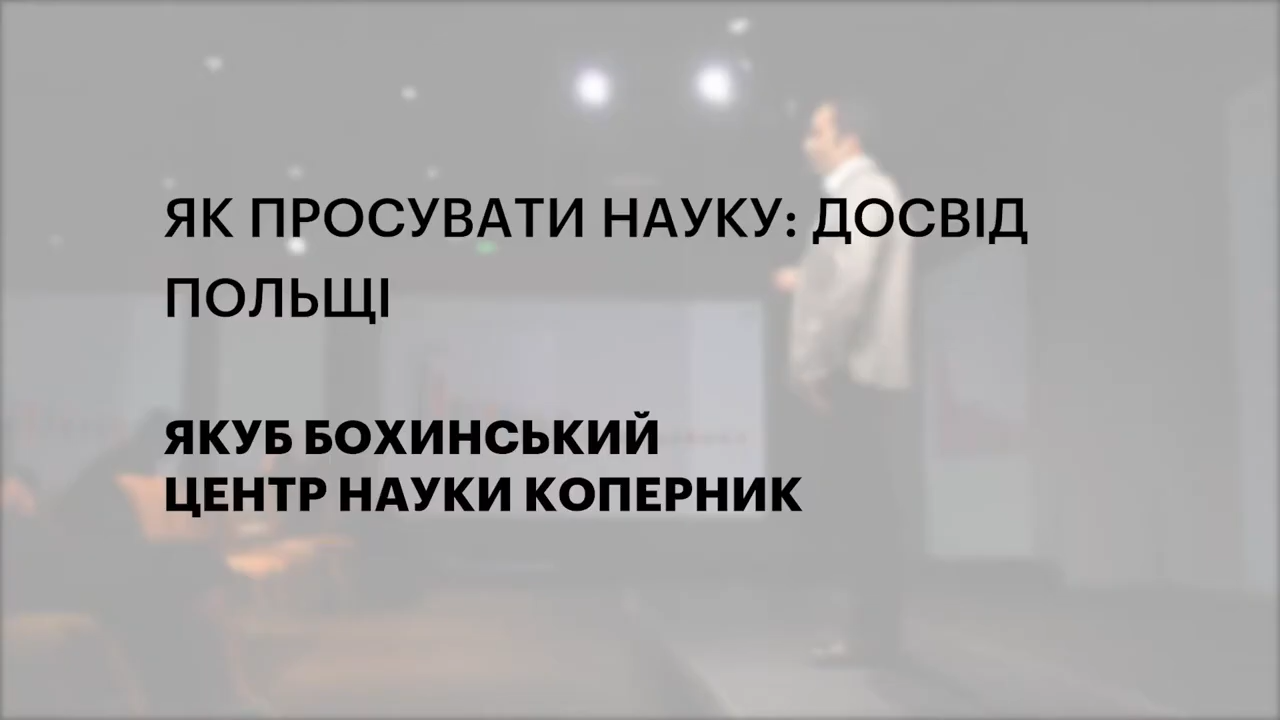 ЯК ПРОСУВАТИ НАУКУ: ДОСВІД
ПОЛЬЩІ
ЯКУБ БОХИНСЬКИЙ
ЦЕНТР НАУКИ КОПЕРНИК